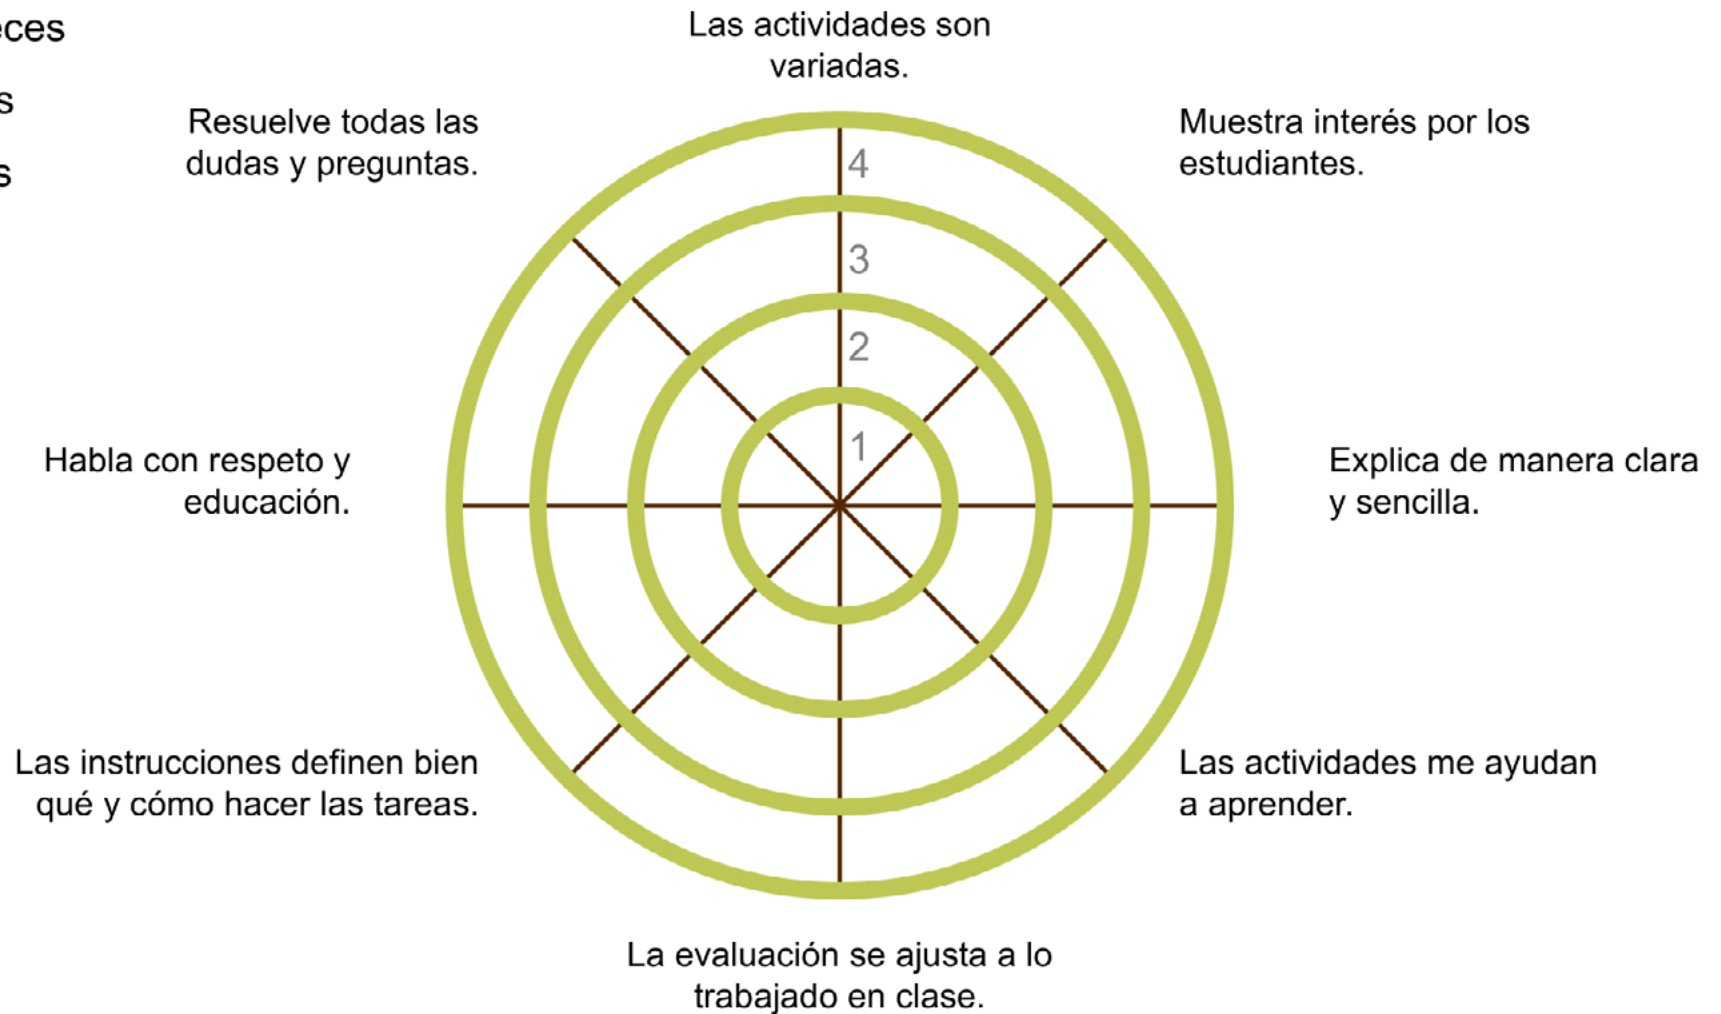 Las actividades son
variadas.
Resuelve todas las
dudas y preguntas.
Muestra interés por los
estudiantes.
4
3
2
1
Habla con respeto y
educación.
Explica de manera clara
y sencilla.
Las instrucciones definen bien
qué y cómo hacer las tareas.
Las actividades me ayudan
a aprender.
La evaluación se ajusta a lo
trabajado en clase.